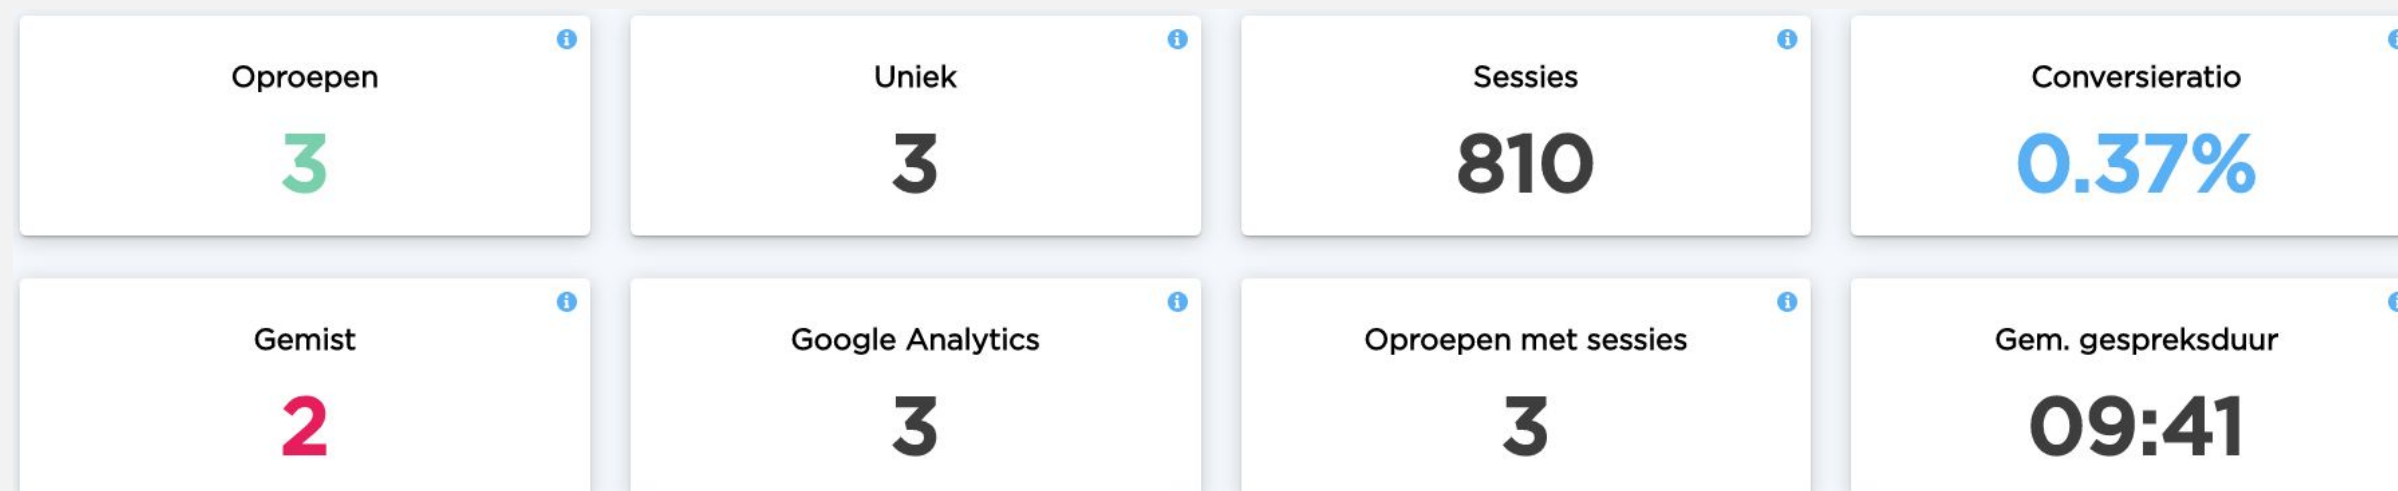 Oproepen
3
Uniek
3
Sessies
810
Conversieratio
0.37%
Gemist
2
Google Analytics
3
Oproepen met sessies
3
Gem. gespreksduur
09:41